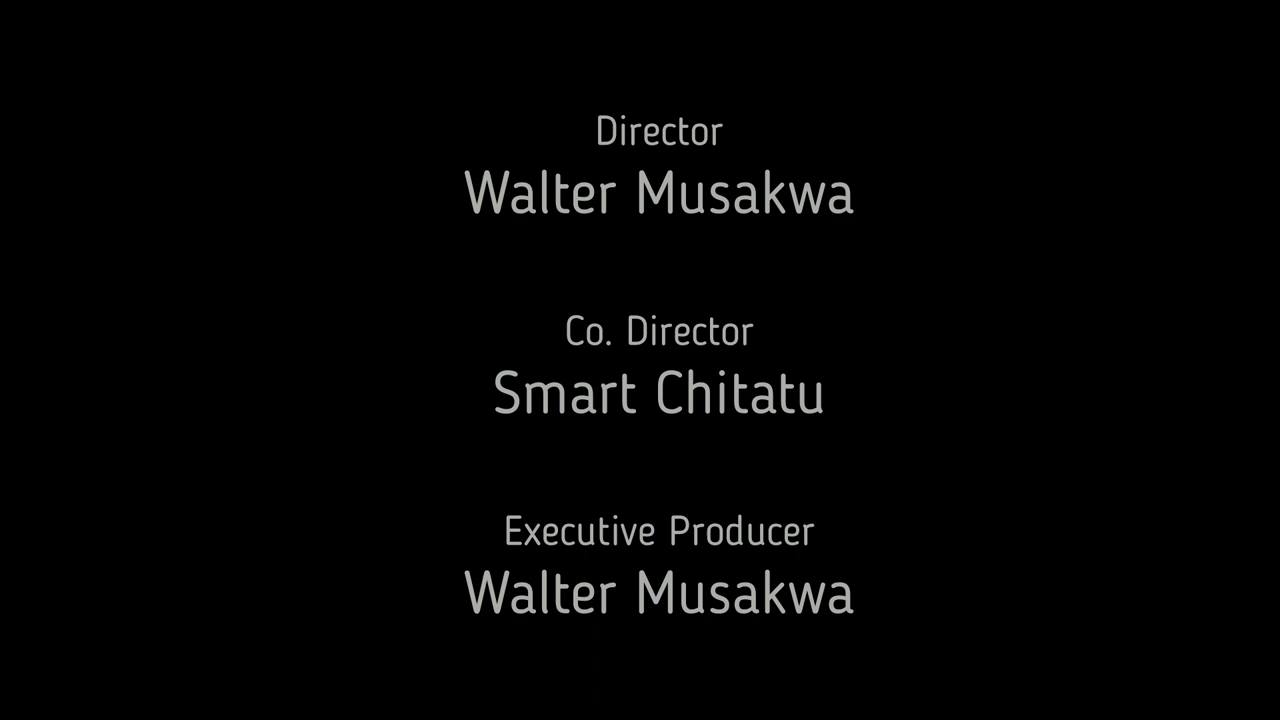 Director
Walter Musakwa
Co. Director
Smart Chitatu
Executive Producer
Walter Musakwa